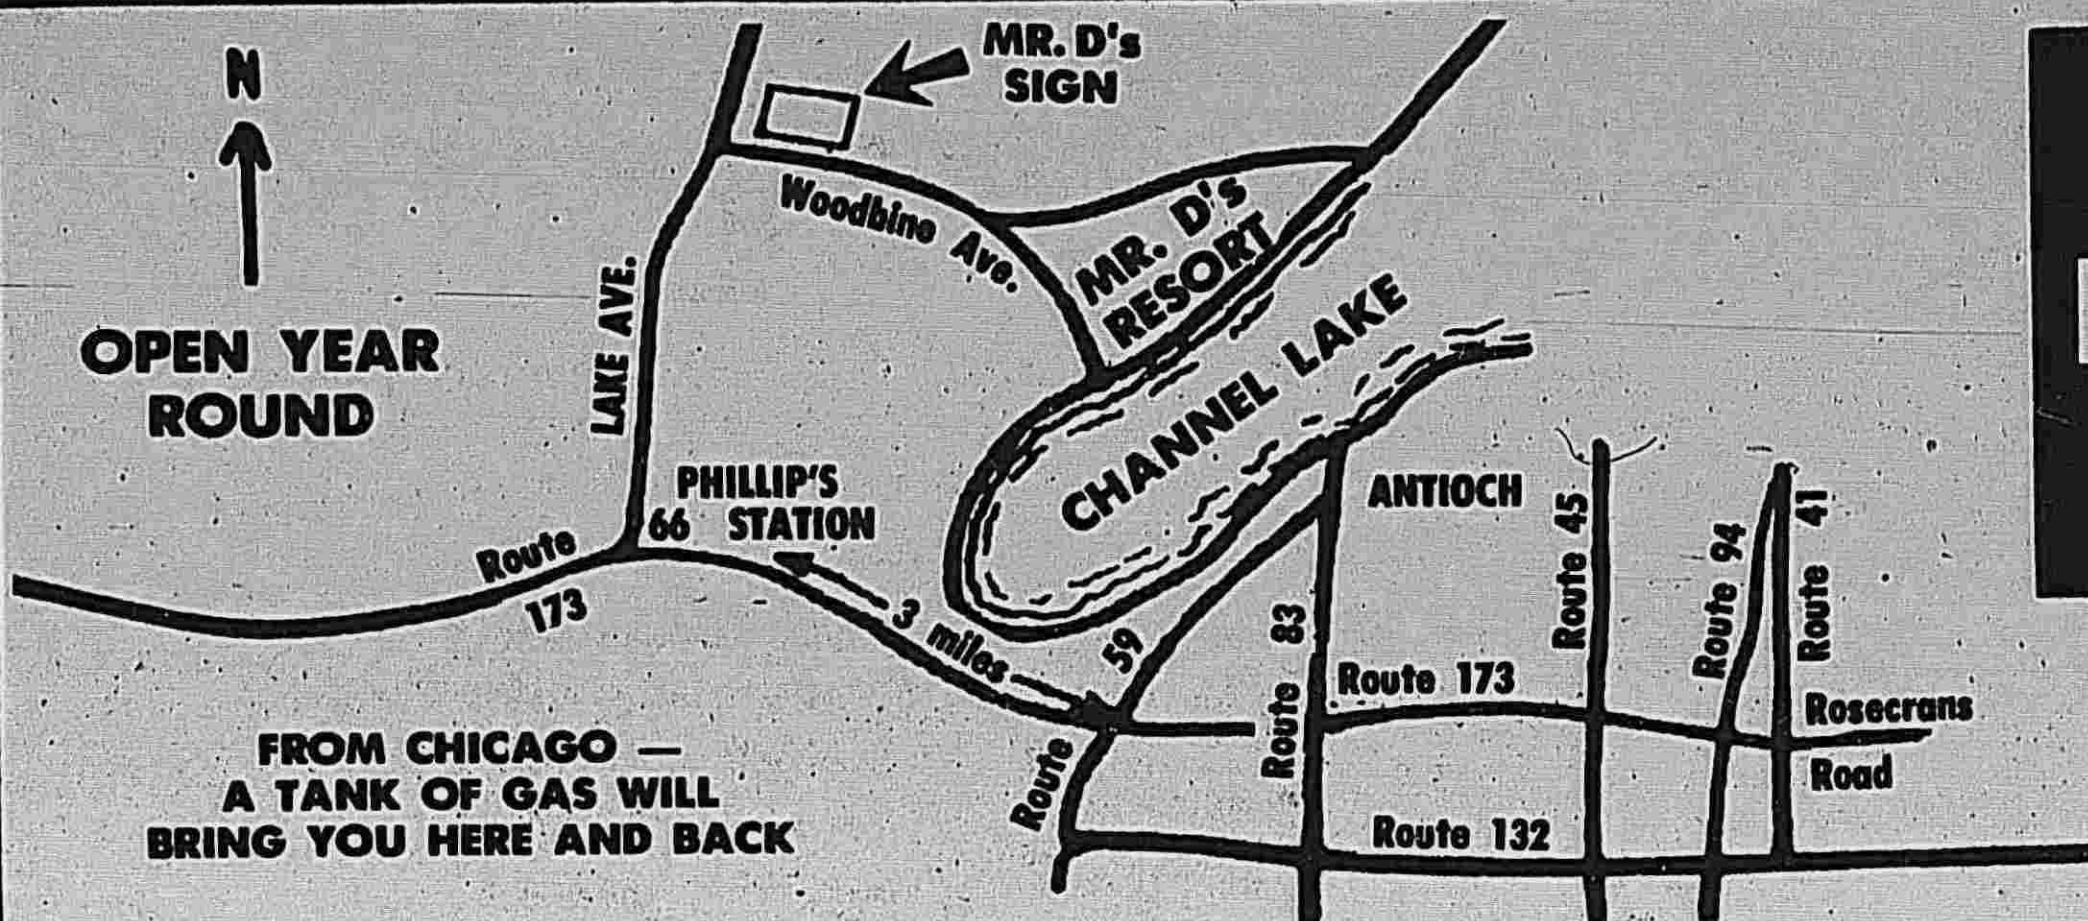 N
MR. D's
SIGN
Woodbine Ave.
MR. D's
RESORT
LAKE AVE.
OPEN YEAR
ROUND
CHANNEL LAKE
PHILLIP'S
66 STATION
ANTIOCH
Route
173
3 miles
Route 59
Route 83
Route 173
Route 45
Route 94
Route 41
Rosecrans
Road
Route 132
FROM CHICAGO —
A TANK OF GAS WILL
BRING YOU HERE AND BACK